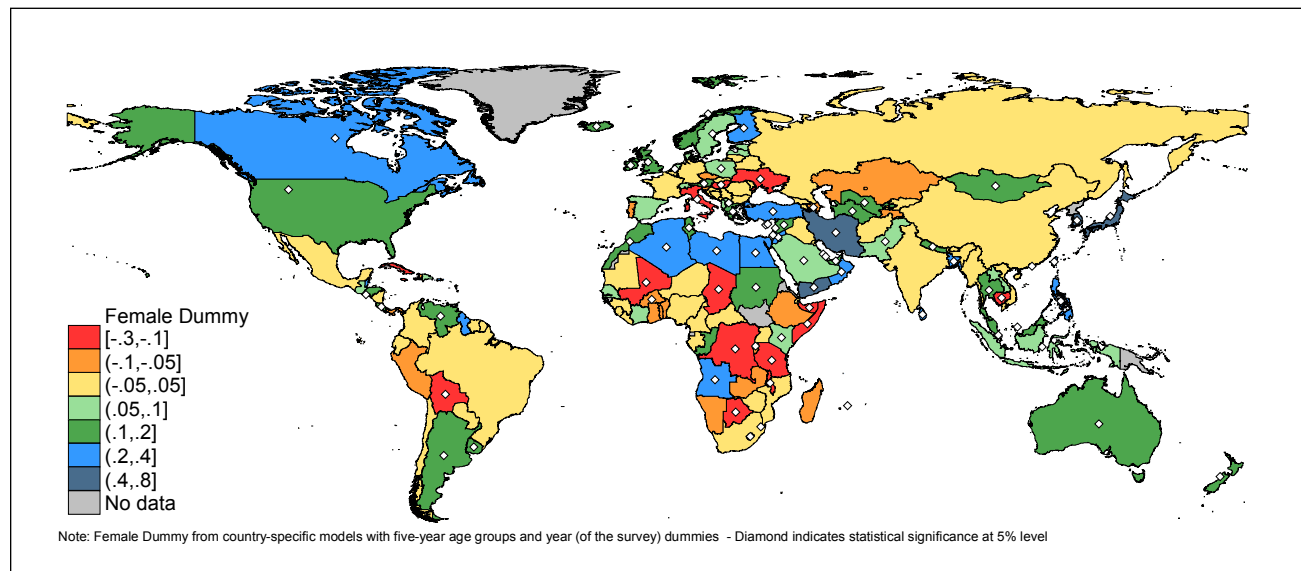 Female Dummy
[-.3,-.1]
(-.1,-.05]
(-.05,.05]
(.05,.1]
(.1,.2]
(.2,.4]
(.4,.8]
No data
Note: Female Dummy from country-specific models with five-year age groups and year (of the survey) dummies - Diamond indicates statistical significance at 5% level